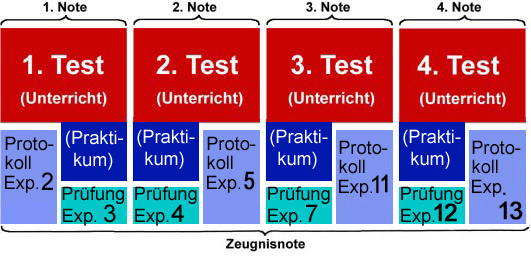 1. Note
2. Note
3. Note
4. Note
1. Test
(Unterricht)
2. Test
(Unterricht)
3. Test
(Unterricht)
4. Test
(Unterricht)
Proto-
koll
Exp. 2
(Prakti-
kum)
Prüfung
Exp. 3
(Prakti-
kum)
Prüfung
Exp. 4
Proto-
koll
Exp. 5
(Prakti-
kum)
Prüfung
Exp. 7
Proto-
koll
Exp. 11
(Prakti-
kum)
Prüfung
Exp. 12
Proto-
koll
Exp.
13
Zeugnisnote